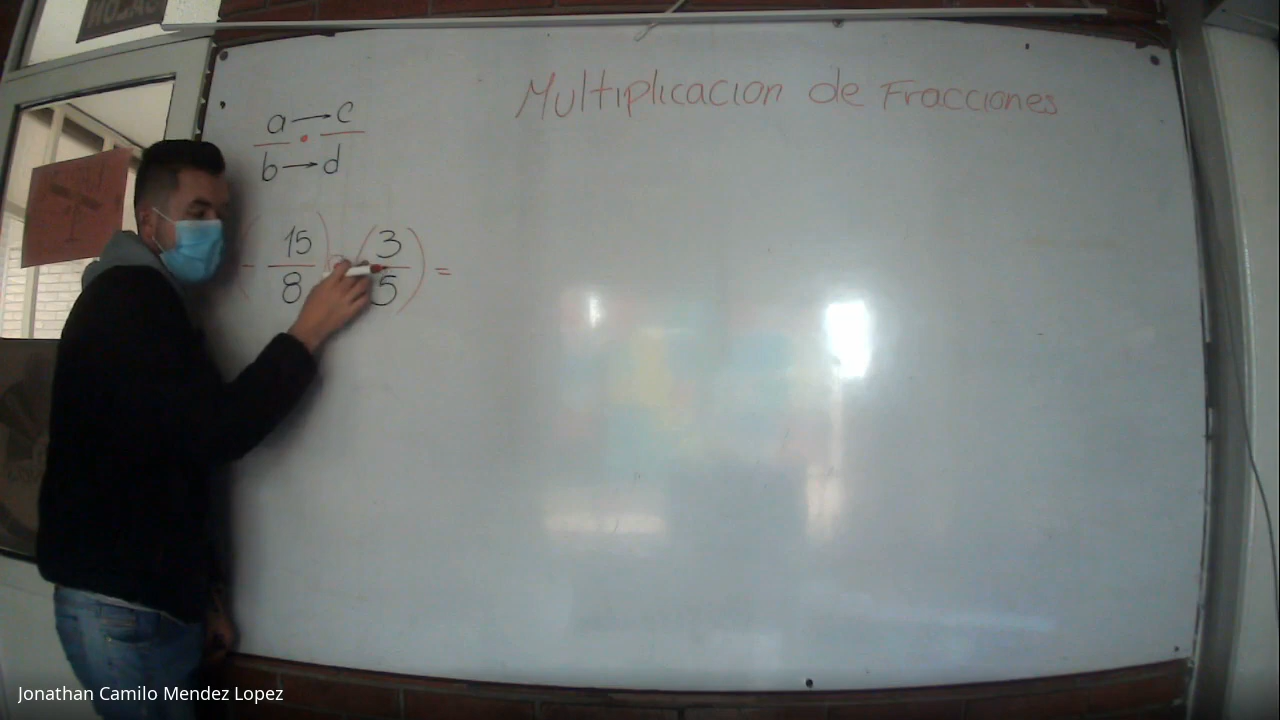 Multiplicacion de Fracciones
a → c
— • —
b → d
(- 15/8) (3/5) =
Jonathan Camilo Mendez Lopez